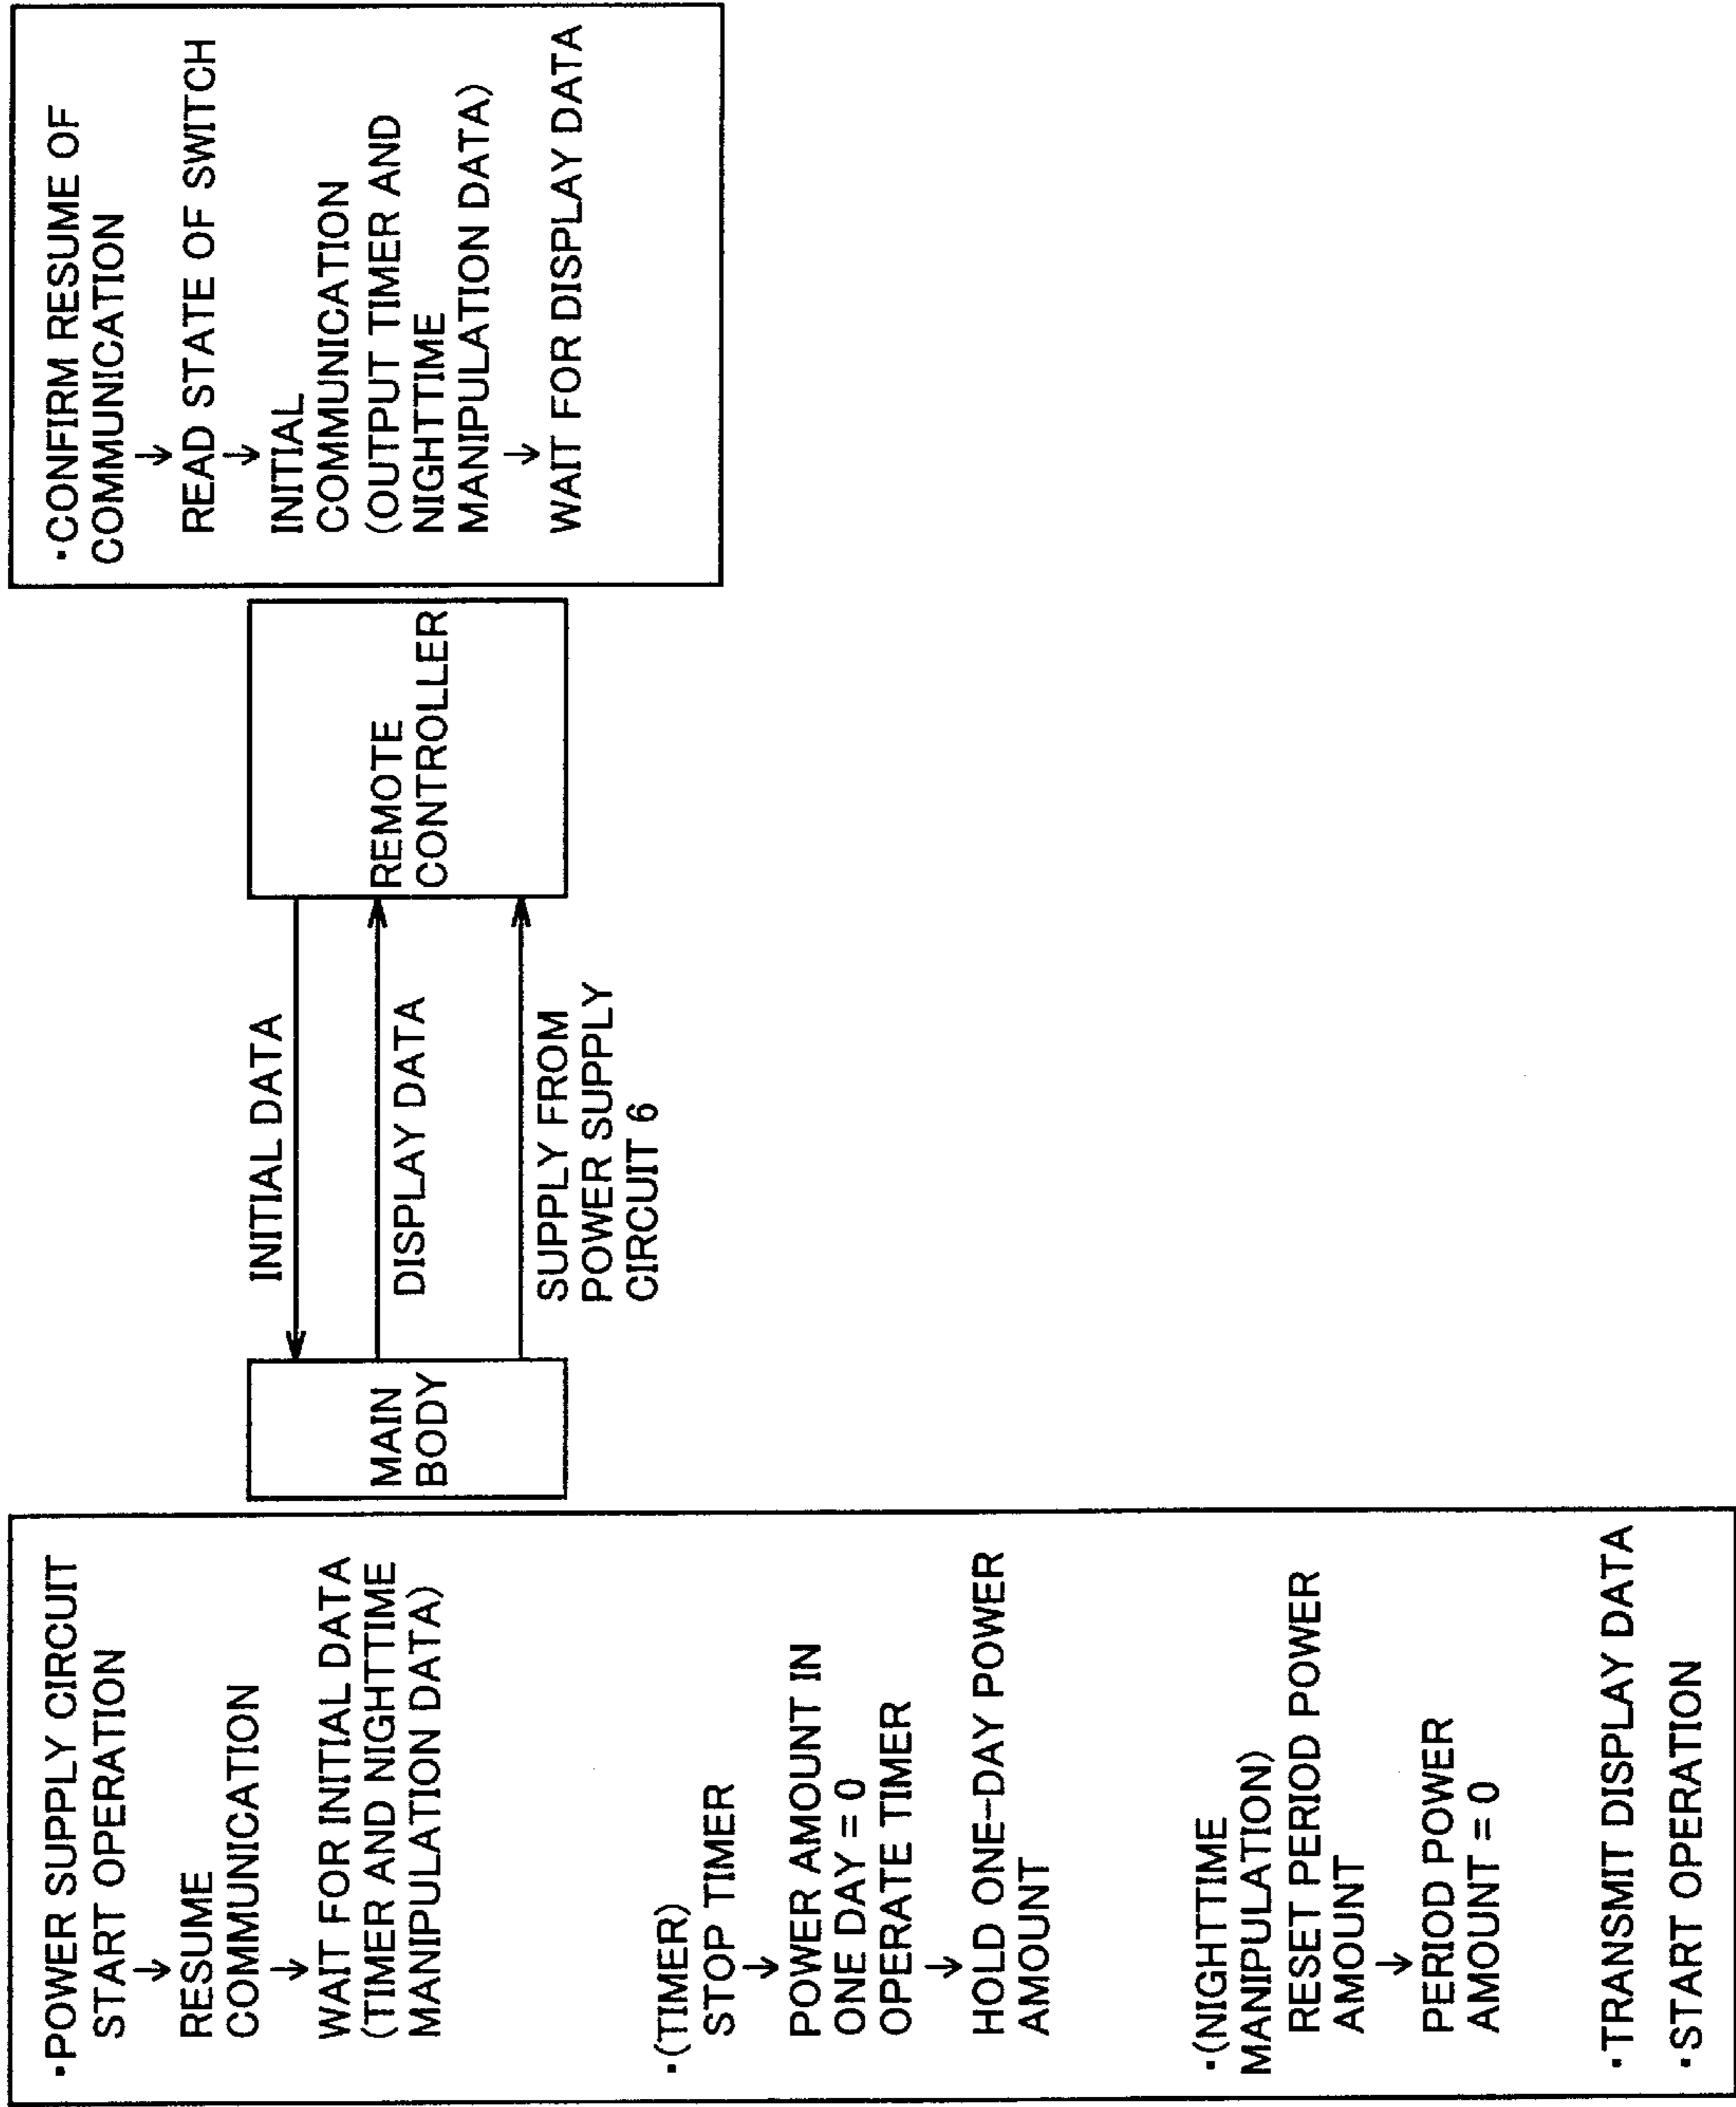 ・POWER SUPPLY CIRCUIT
START OPERATION
↓
RESUME
COMMUNICATION
↓
WAIT FOR INITIAL DATA
(TIMER AND NIGHTTIME
MANIPULATION DATA)
・(TIMER)
STOP TIMER
↓
POWER AMOUNT IN
ONE DAY = 0
OPERATE TIMER
↓
HOLD ONE-DAY POWER
AMOUNT
・(NIGHTTIME
MANIPULATION)
RESET PERIOD POWER
AMOUNT
↓
PERIOD POWER
AMOUNT = 0
・TRANSMIT DISPLAY DATA
・START OPERATION
MAIN
BODY
INITIAL DATA
DISPLAY DATA
SUPPLY FROM
POWER SUPPLY
CIRCUIT 6
REMOTE
CONTROLLER
・CONFIRM RESUME OF
COMMUNICATION
↓
READ STATE OF SWITCH
↓
INITIAL
COMMUNICATION
(OUTPUT TIMER AND
NIGHTTIME
MANIPULATION DATA)
↓
WAIT FOR DISPLAY DATA